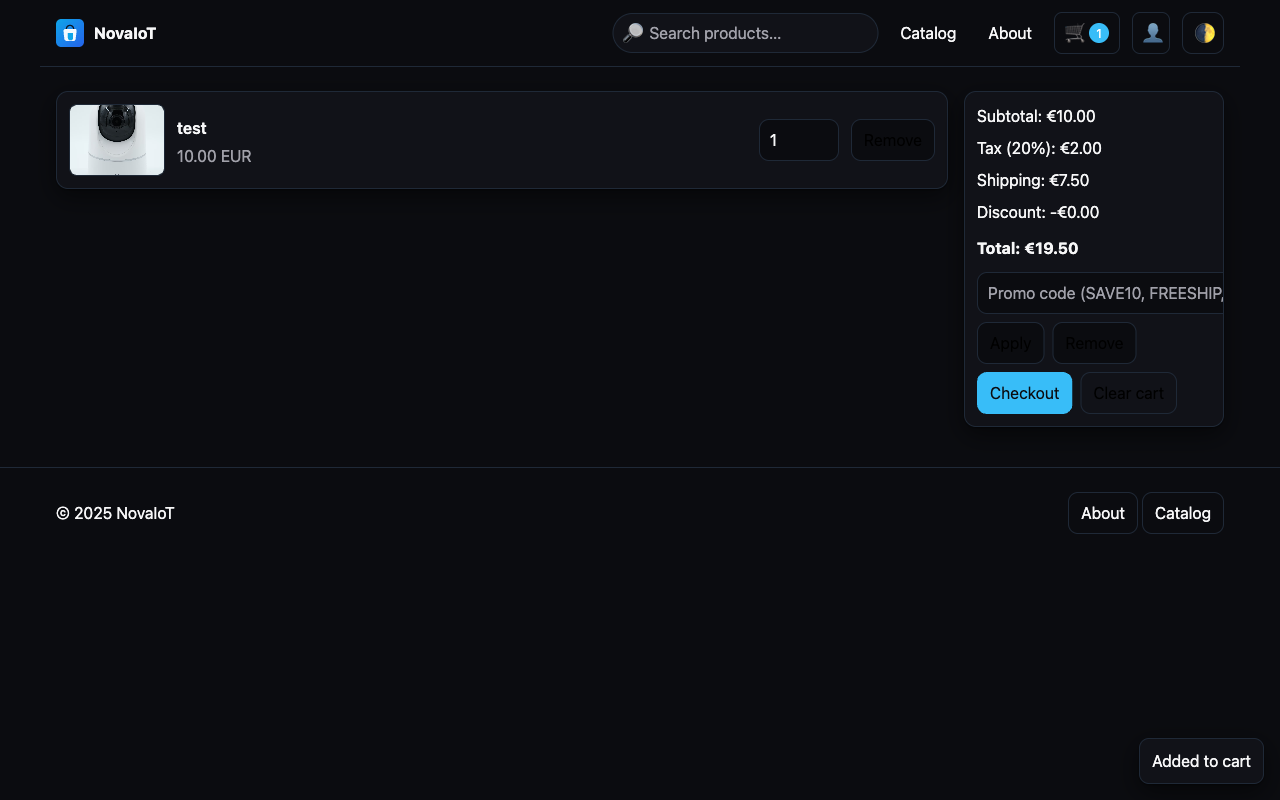 NovaIoT
Search products...
Catalog
About
1
test
10.00 EUR
1
Remove
Subtotal: €10.00
Tax (20%): €2.00
Shipping: €7.50
Discount: -€0.00
Total: €19.50
Promo code (SAVE10, FREESHIP,
Apply
Remove
Checkout
Clear cart
© 2025 NovaIoT
About
Catalog
Added to cart